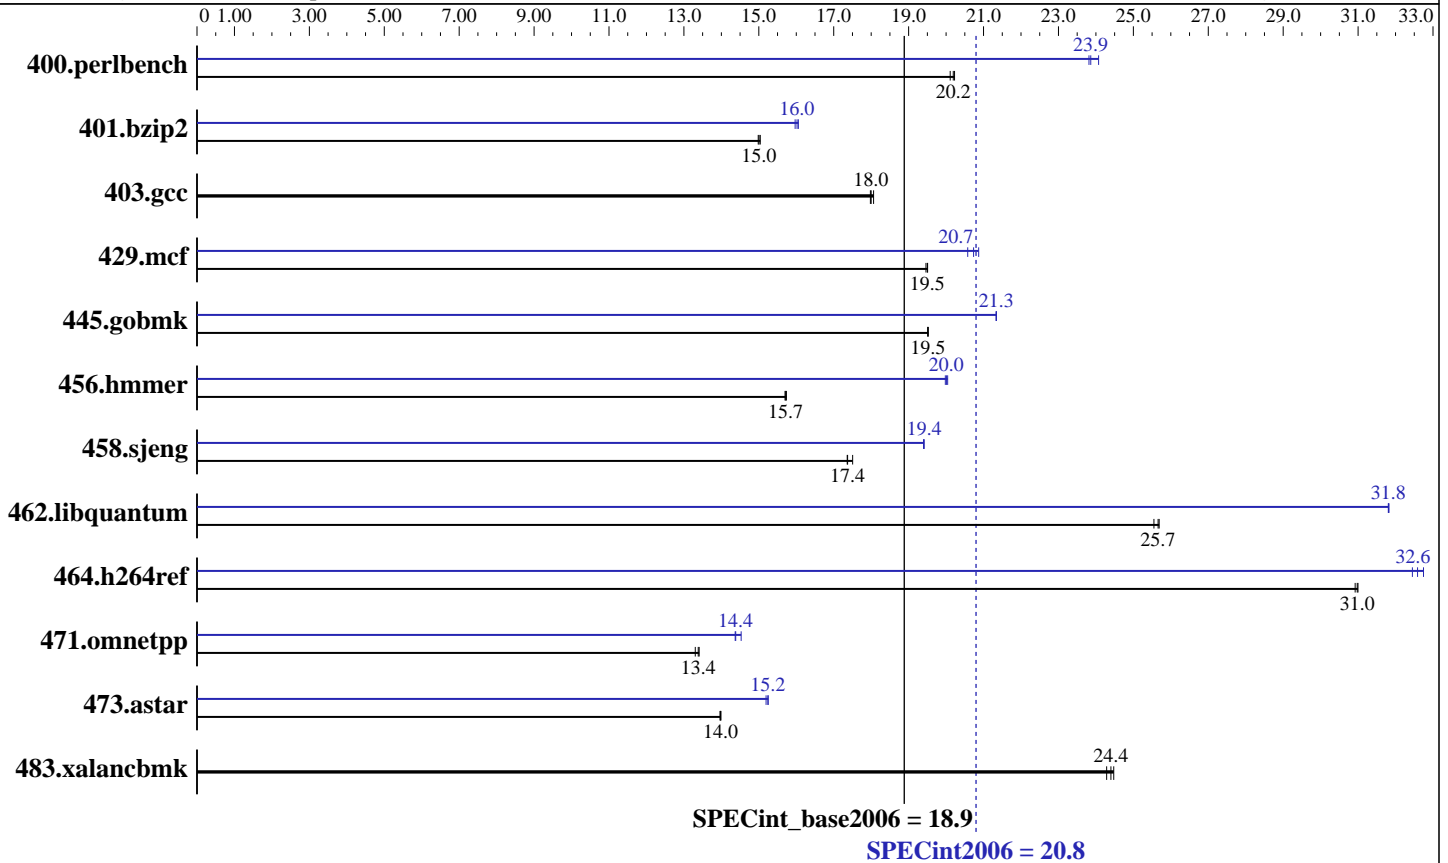 0 1.00 3.00 5.00 7.00 9.00 11.0 13.0 15.0 17.0 19.0 21.0 23.0 25.0 27.0 29.0 31.0 33.0
23.9
400.perlbench
20.2
16.0
401.bzip2
15.0
18.0
403.gcc
20.7
429.mcf
19.5
21.3
445.gobmk
19.5
20.0
456.hmmer
15.7
19.4
458.sjeng
17.4
31.8
462.libquantum
25.7
32.6
464.h264ref
31.0
14.4
471.omnetpp
13.4
15.2
473.astar
14.0
24.4
483.xalancbmk
SPECint_base2006 = 18.9
SPECint2006 = 20.8